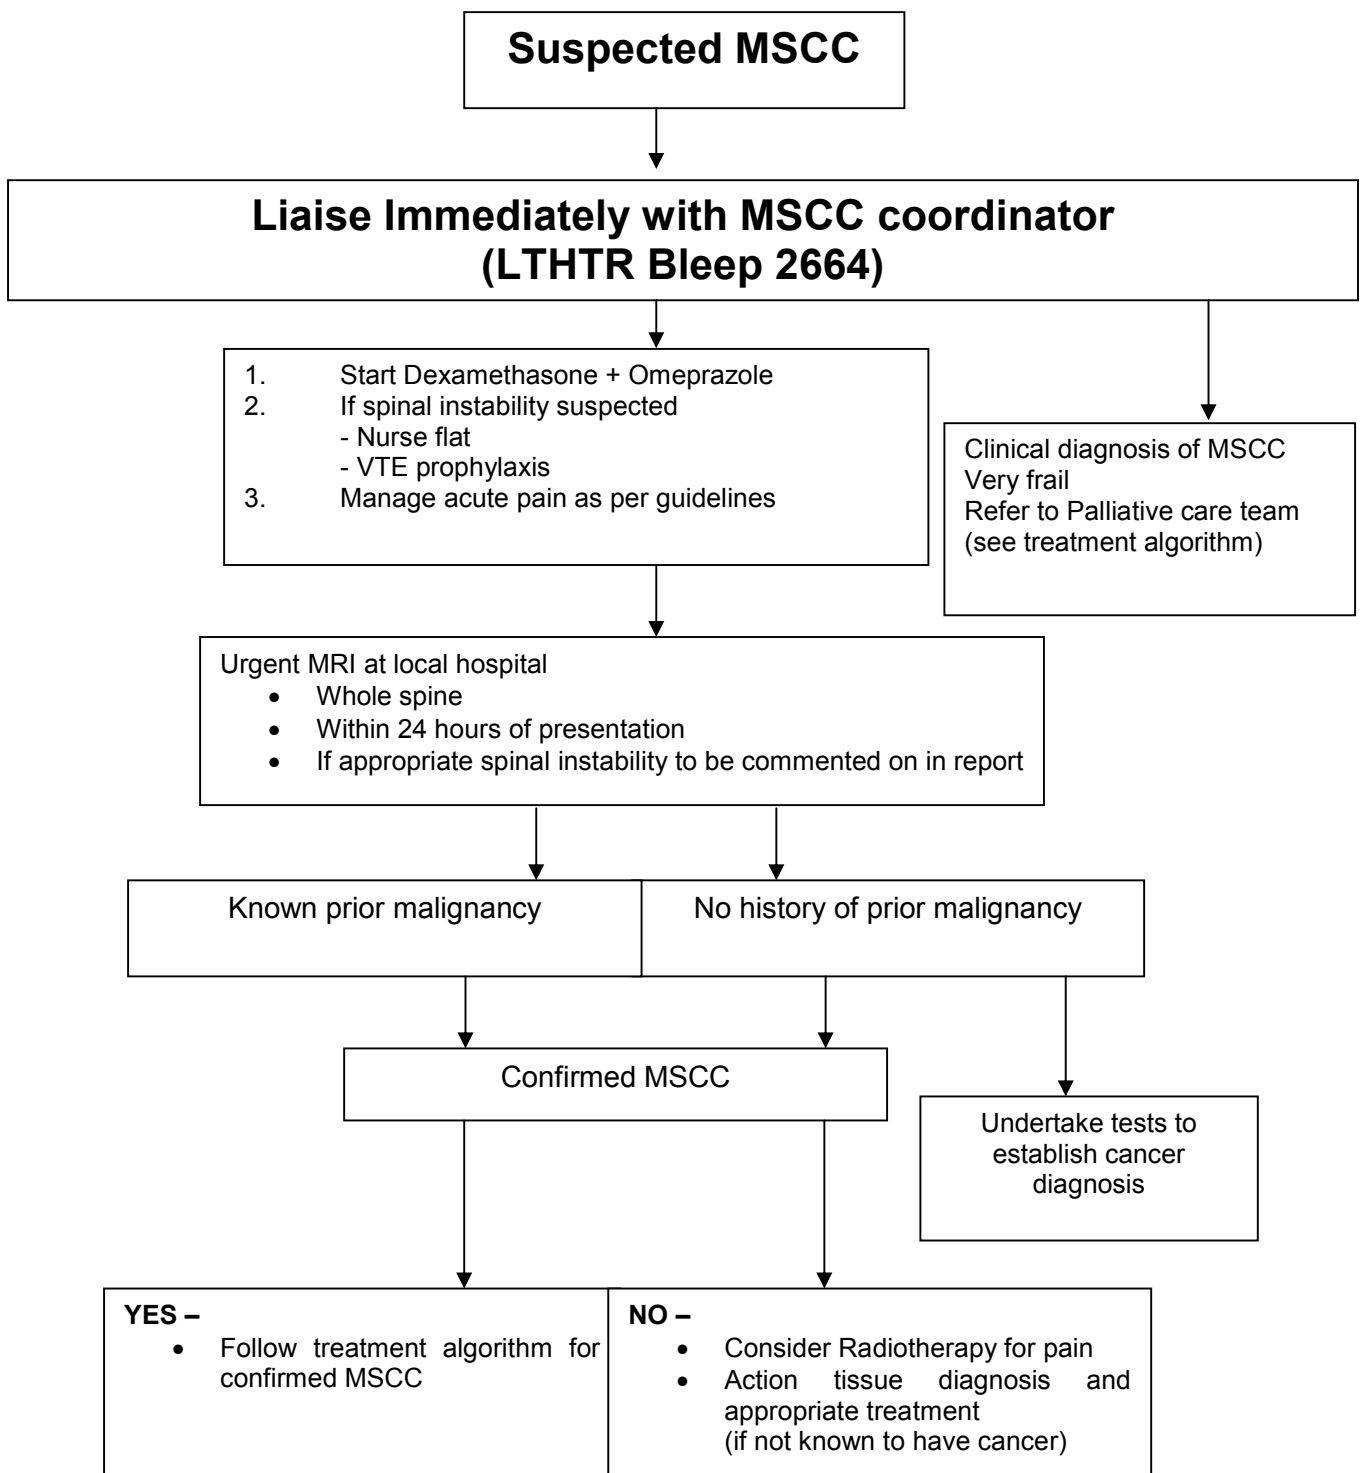 Suspected MSCC
Liaise Immediately with MSCC coordinator
(LTHTR Bleep 2664)
1. Start Dexamethasone + Omeprazole
2. If spinal instability suspected
- Nurse flat
- VTE prophylaxis
3. Manage acute pain as per guidelines
Clinical diagnosis of MSCC
Very frail
Refer to Palliative care team
(see treatment algorithm)
Urgent MRI at local hospital
• Whole spine
• Within 24 hours of presentation
• If appropriate spinal instability to be commented on in report
Known prior malignancy
No history of prior malignancy
Confirmed MSCC
Undertake tests to
establish cancer
diagnosis
YES –
• Follow treatment algorithm for
confirmed MSCC
NO –
• Consider Radiotherapy for pain
• Action tissue diagnosis and
appropriate treatment
(if not known to have cancer)